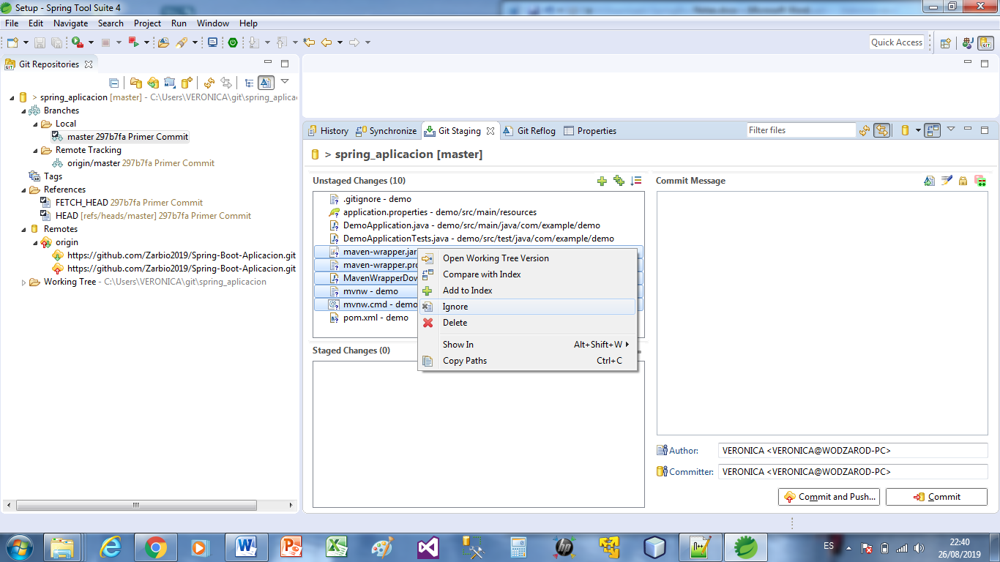 Setup - Spring Tool Suite 4
File Edit Navigate Search Project Run Window Help
Quick Access
Git Repositories
> spring_aplicacion [master] - C:\Users\VERONICA\git\spring_aplica
Branches
Local
master 297b7fa Primer Commit
Remote Tracking
origin/master 297b7fa Primer Commit
Tags
References
FETCH_HEAD 297b7fa Primer Commit
HEAD [refs/heads/master] 297b7fa Primer Commit
Remotes
origin
https://github.com/Zarbio2019/Spring-Boot-Aplicacion.git
https://github.com/Zarbio2019/Spring-Boot-Aplicacion.git
Working Tree - C:\Users\VERONICA\git\spring_aplicacion
History Synchronize Git Staging Git Reflog Properties
Filter files
> spring_aplicacion [master]
Unstaged Changes (10)
.gitignore - demo
application.properties - demo/src/main/resources
DemoApplication.java - demo/src/main/java/com/example/demo
DemoApplicationTests.java - demo/src/test/java/com/example/demo
maven-wrapper.jar
maven-wrapper.pro
MavenWrapperDow
mvnw - demo
mvnw.cmd - demo
pom.xml - demo
Open Working Tree Version
Compare with Index
Add to Index
Ignore
Delete
Show In Alt+Shift+W
Copy Paths Ctrl+C
Staged Changes (0)
Commit Message
Author: VERONICA <VERONICA@WODZAROD-PC>
Committer: VERONICA <VERONICA@WODZAROD-PC>
Commit and Push... Commit
ES
22:40
26/08/2019